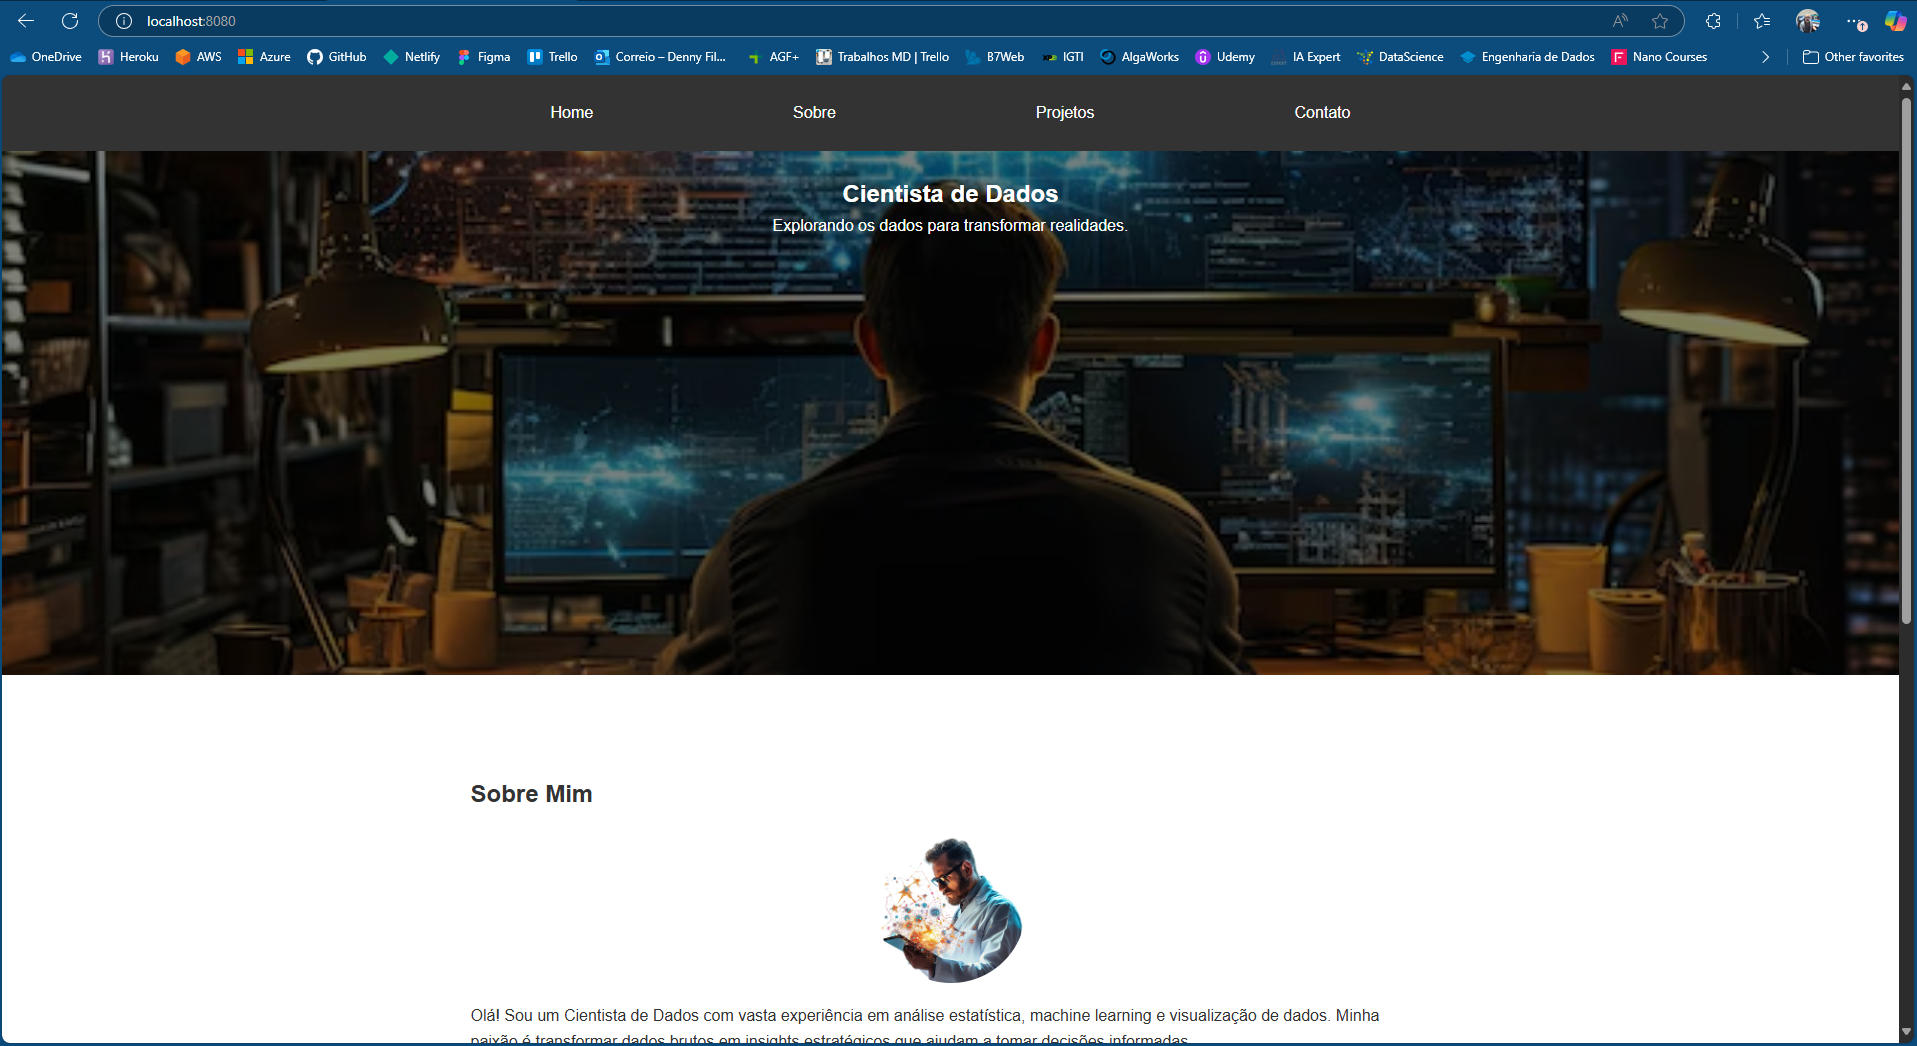 localhost:8080
OneDrive Heroku AWS Azure GitHub Netlify Figma Trello Correio – Denny Fil... AGF+ Trabalhos MD | Trello B7Web IGTI AlgaWorks Udemy IA Expert DataScience Engenharia de Dados Nano Courses Other favorites
Home Sobre Projetos Contato
Cientista de Dados
Explorando os dados para transformar realidades.
Sobre Mim
Olá! Sou um Cientista de Dados com vasta experiência em análise estatística, machine learning e visualização de dados. Minha
paixão é transformar dados brutos em insights estratégicos que ajudam a tomar decisões informadas.